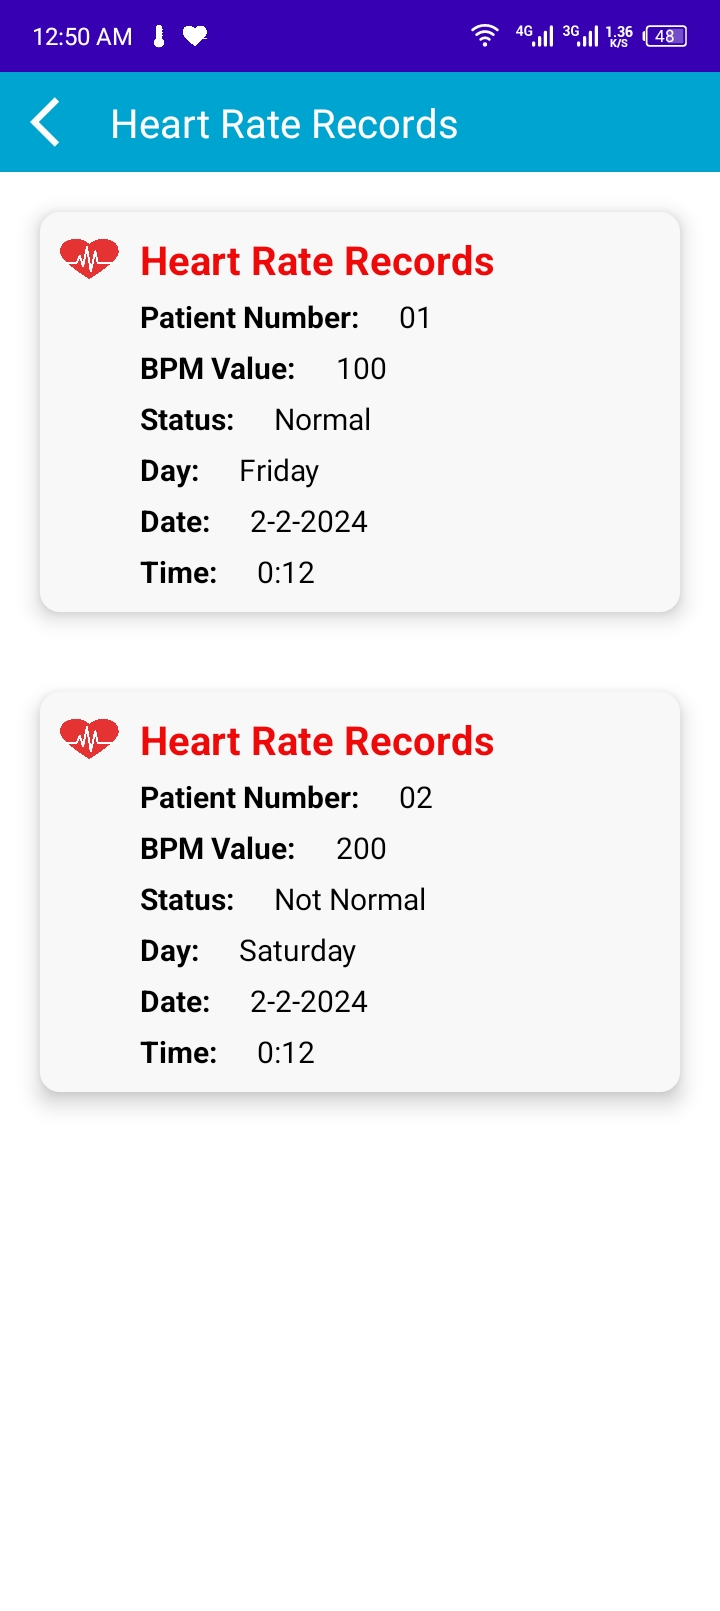 12:50 AM 4G 3G 1.36 K/S 48
Heart Rate Records
Heart Rate Records
Patient Number: 01
BPM Value: 100
Status: Normal
Day: Friday
Date: 2-2-2024
Time: 0:12
Heart Rate Records
Patient Number: 02
BPM Value: 200
Status: Not Normal
Day: Saturday
Date: 2-2-2024
Time: 0:12